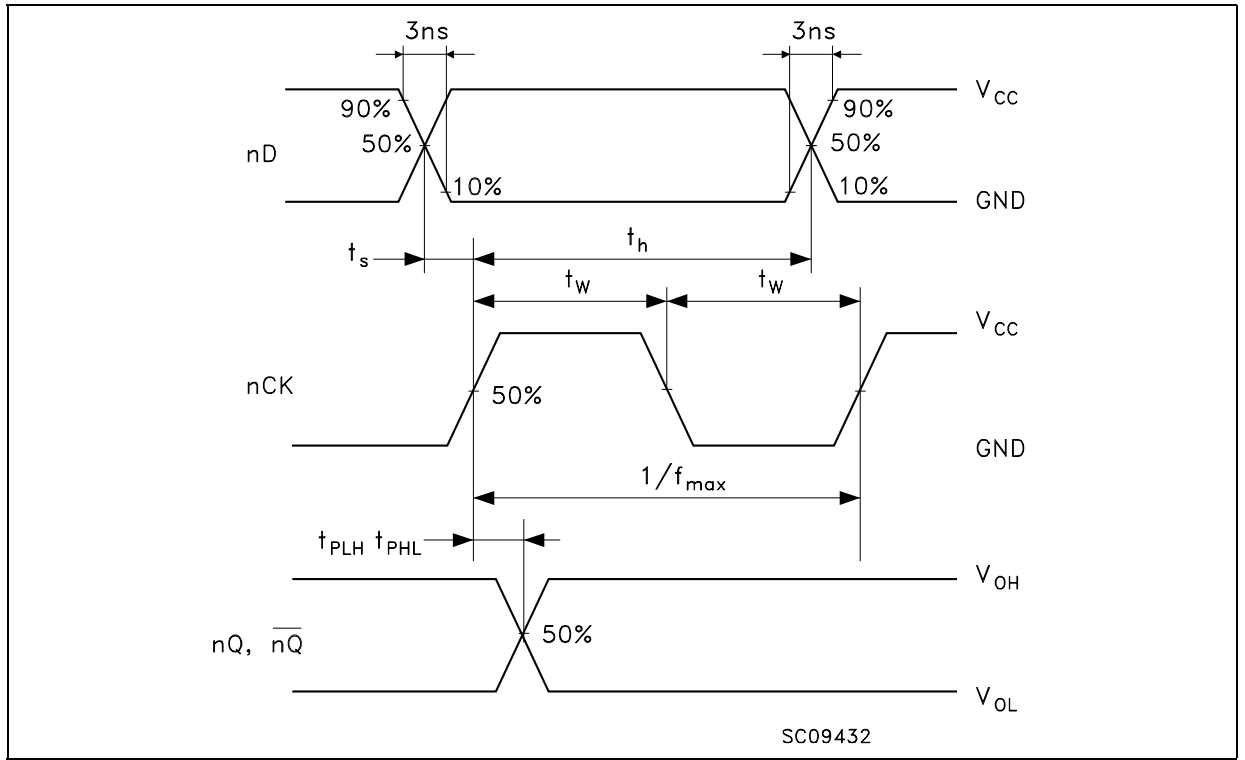 3ns 3ns
V_CC
90% 90%
50% 50%
nD
10% 10%
GND
t_s t_h
t_W t_W
V_CC
nCK
50%
GND
1/f_max
t_PLH t_PHL
V_OH
50%
nQ, n̅Q̅
V_OL
SC09432